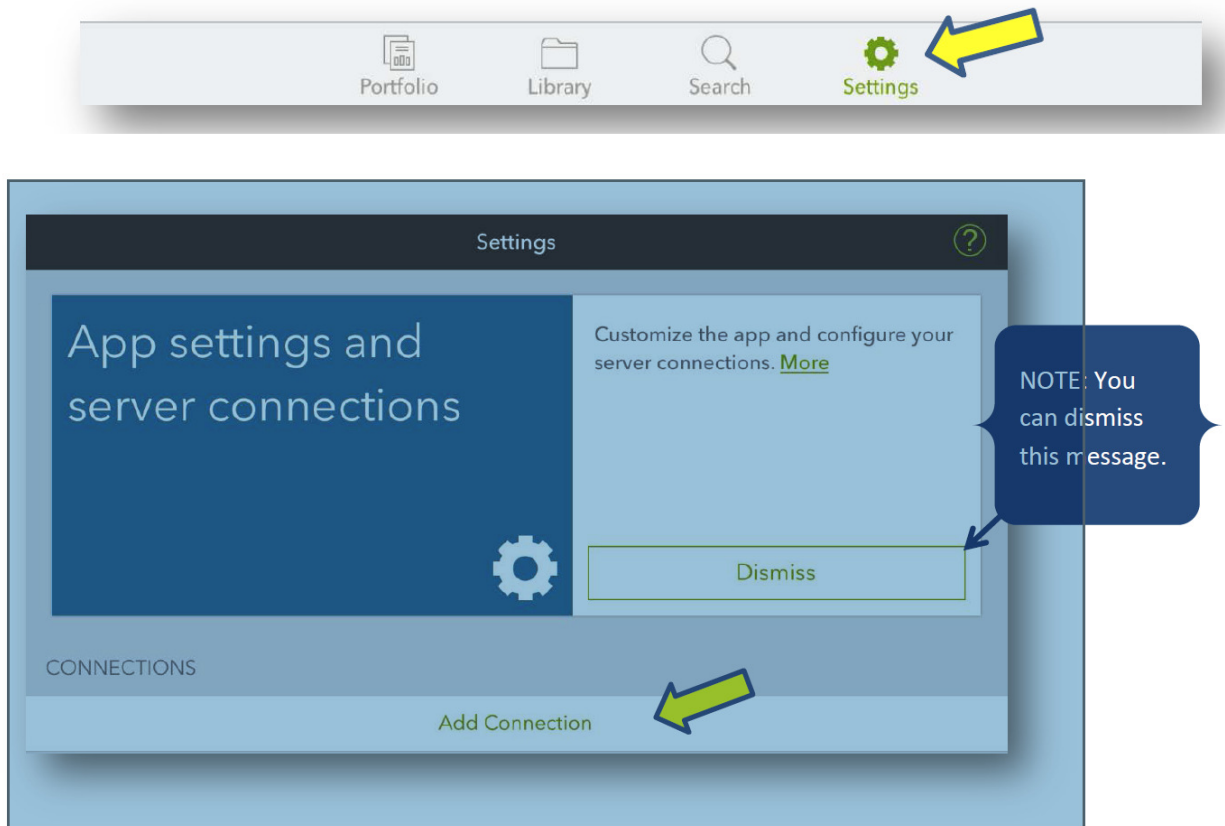 Portfolio
Library
Search
Settings
Settings
?
App settings and
server connections
Customize the app and configure your
server connections. More
NOTE: You
can dismiss
this message.
Dismiss
CONNECTIONS
Add Connection